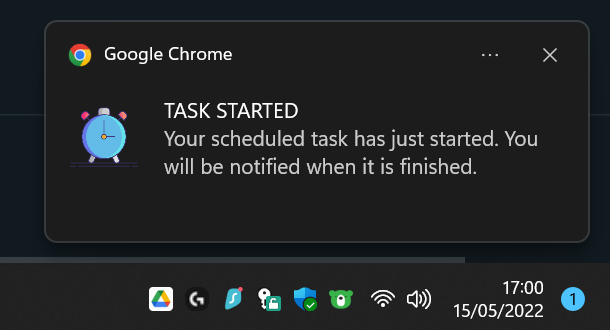 Google Chrome
TASK STARTED
Your scheduled task has just started. You
will be notified when it is finished.
17:00
15/05/2022
1